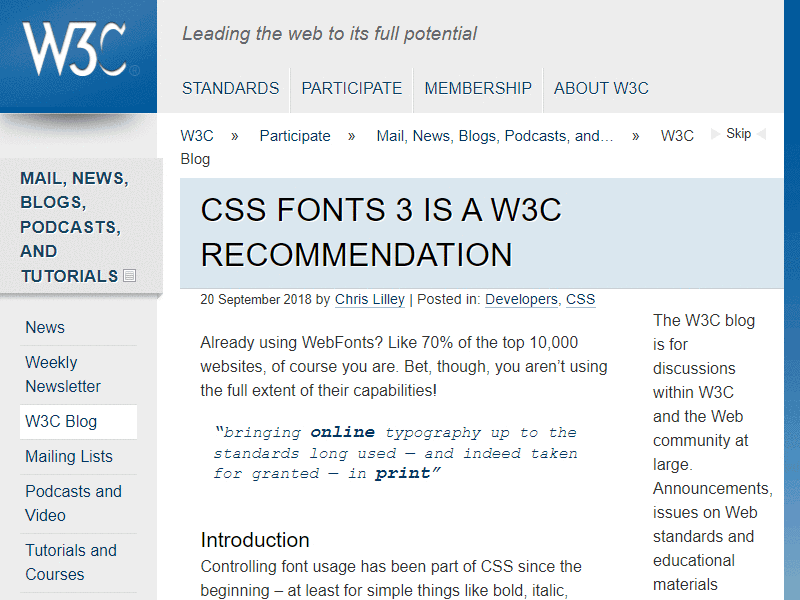 W3C®
Leading the web to its full potential
STANDARDS
PARTICIPATE
MEMBERSHIP
ABOUT W3C
W3C » Participate » Mail, News, Blogs, Podcasts, and… » W3C
Blog
Skip
MAIL, NEWS,
BLOGS,
PODCASTS,
AND
TUTORIALS
News
Weekly
Newsletter
W3C Blog
Mailing Lists
Podcasts and
Video
Tutorials and
Courses
CSS FONTS 3 IS A W3C
RECOMMENDATION
20 September 2018 by Chris Lilley | Posted in: Developers, CSS
Already using WebFonts? Like 70% of the top 10,000
websites, of course you are. Bet, though, you aren’t using
the full extent of their capabilities!
“bringing online typography up to the
standards long used — and indeed taken
for granted — in print”
Introduction
Controlling font usage has been part of CSS since the
beginning – at least for simple things like bold, italic,
The W3C blog
is for
discussions
within W3C
and the Web
community at
large.
Announcements,
issues on Web
standards and
educational
materials